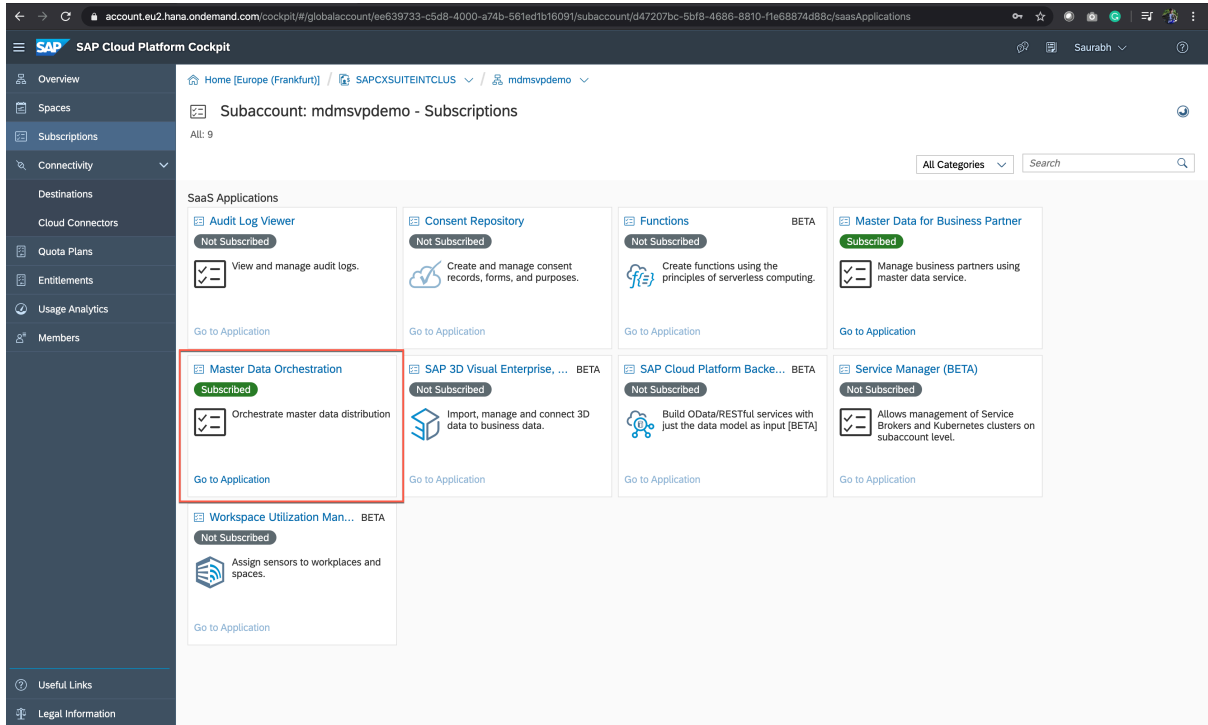 account.eu2.hana.ondemand.com/cockpit/#/globalaccount/ee639733-c5d8-4000-a74b-561ed1b16091/subaccount/d47207bc-5bf8-4686-8810-f1e68874d88c/saasApplications
SAP SAP Cloud Platform Cockpit
Saurabh
Overview
Spaces
Subscriptions
Connectivity
Destinations
Cloud Connectors
Quota Plans
Entitlements
Usage Analytics
Members
Useful Links
Legal Information
Home [Europe (Frankfurt)] / SAPCXSUITEINTCLUS / mdmsvpdemo
Subaccount: mdmsvpdemo - Subscriptions
All: 9
All Categories
Search
SaaS Applications
Audit Log Viewer
Not Subscribed
View and manage audit logs.
Go to Application
Consent Repository
Not Subscribed
Create and manage consent
records, forms, and purposes.
Go to Application
Functions BETA
Not Subscribed
f{=}
Create functions using the
principles of serverless computing.
Go to Application
Master Data for Business Partner
Subscribed
Manage business partners using
master data service.
Go to Application
Master Data Orchestration
Subscribed
Orchestrate master data distribution
Go to Application
SAP 3D Visual Enterprise, ... BETA
Not Subscribed
Import, manage and connect 3D
data to business data.
Go to Application
SAP Cloud Platform Backe... BETA
Not Subscribed
Build OData/RESTful services with
just the data model as input [BETA]
Go to Application
Service Manager (BETA)
Not Subscribed
Allows management of Service
Brokers and Kubernetes clusters on
subaccount level.
Go to Application
Workspace Utilization Man... BETA
Not Subscribed
Assign sensors to workplaces and
spaces.
Go to Application